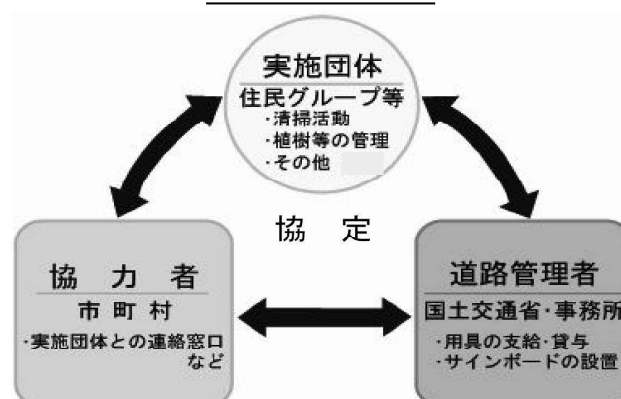 実施団体
住民グループ等
・清掃活動
・植樹等の管理
・その他
協 定
協 力 者
市 町 村
・実施団体との連絡窓口
など
道路管理者
国土交通省・事務所
・用具の支給・貸与
・サインボードの設置